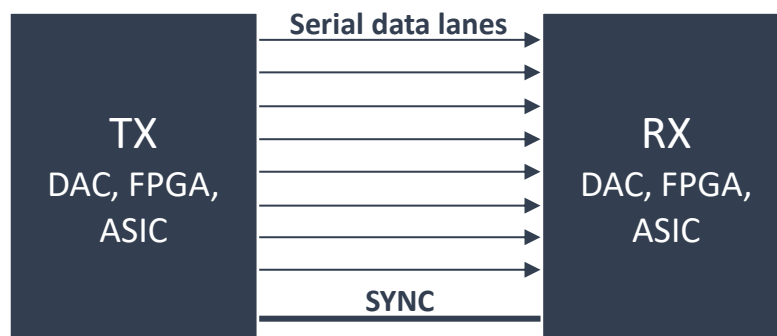 Serial data lanes
TX
DAC, FPGA,
ASIC
RX
DAC, FPGA,
ASIC
SYNC